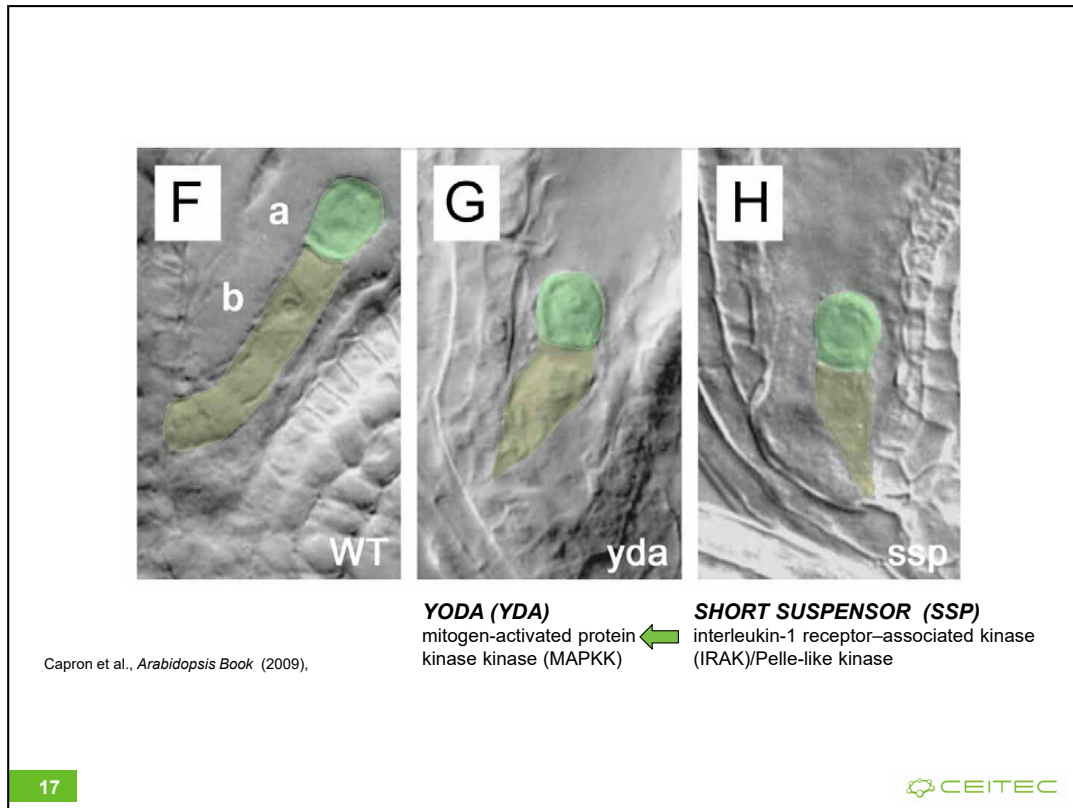 F
a
b
WT
G
yda
H
ssp
YODA (YDA)
mitogen-activated protein
kinase kinase (MAPKK)
SHORT SUSPENSOR (SSP)
interleukin-1 receptor–associated kinase
(IRAK)/Pelle-like kinase
Capron et al., Arabidopsis Book (2009),
17
CEITEC